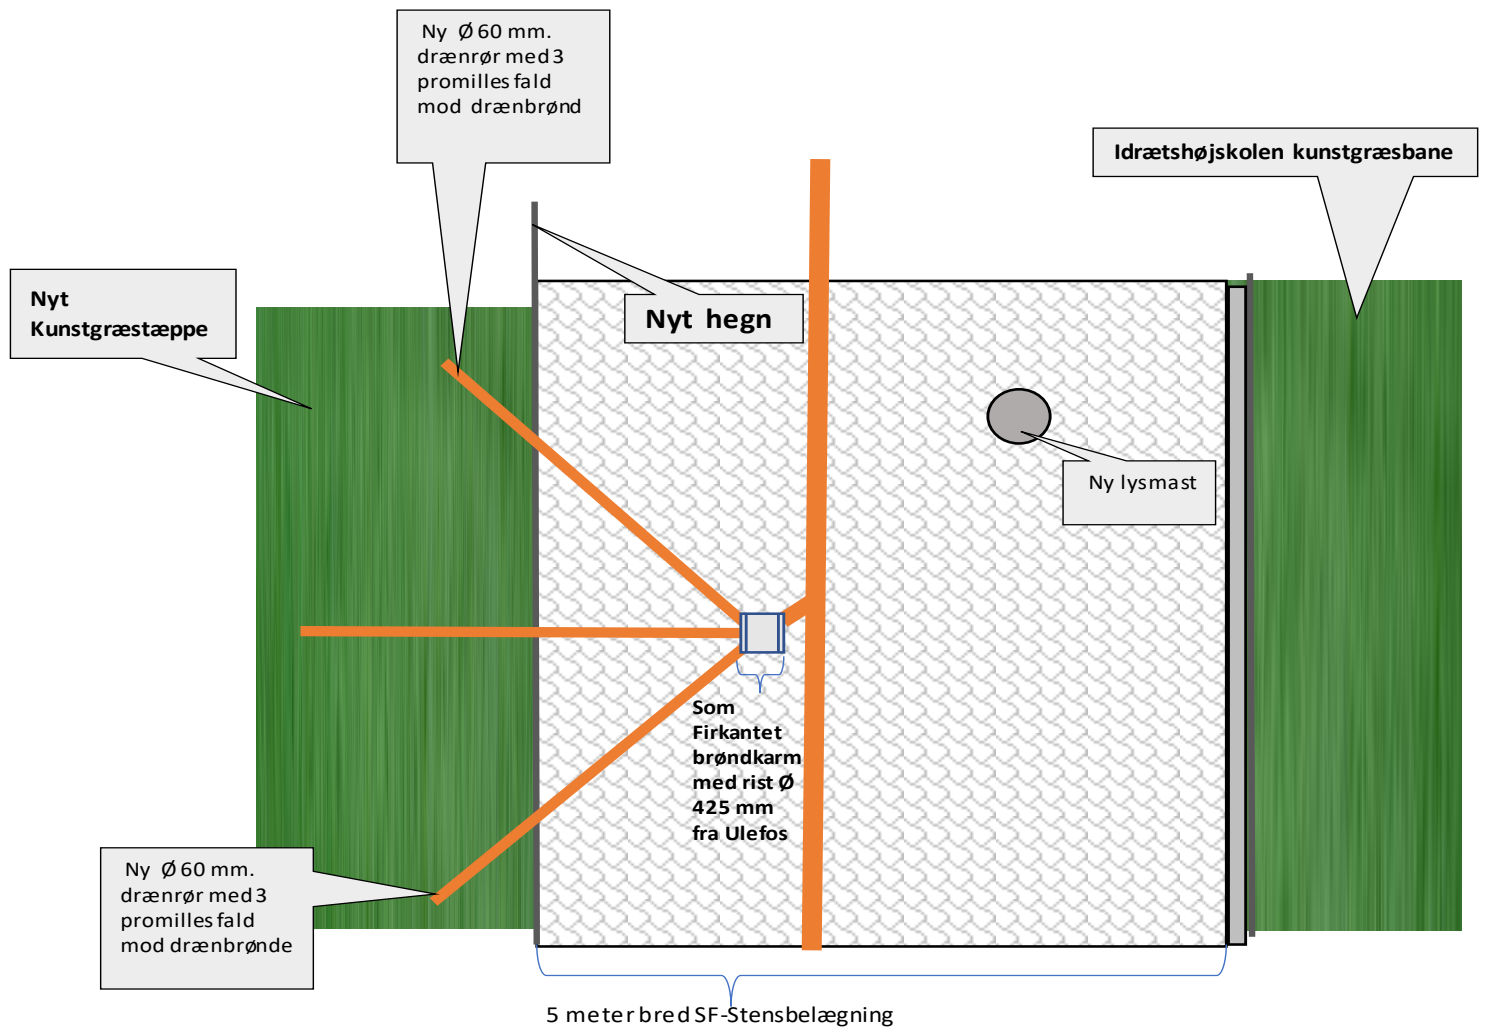 Ny Ø 60 mm.
drænrør med 3
promilles fald
mod drænbrønd
Idrætshøjskolen kunstgræsbane
Nyt
Kunstgræstæppe
Nyt hegn
Ny lysmast
Som
Firkantet
brøndkarm
med rist Ø
425 mm
fra Ulefos
Ny Ø 60 mm.
drænrør med 3
promilles fald
mod drænbrønde
5 meter bred SF-Stensbelægning